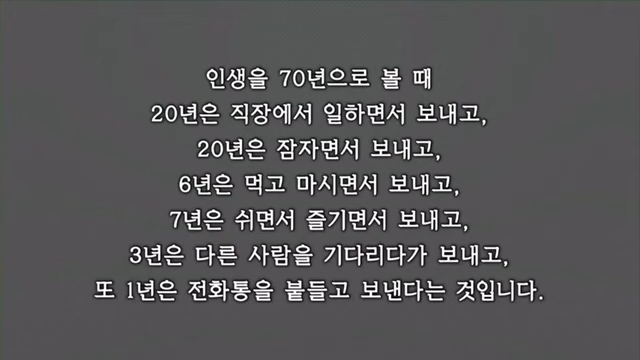 인생을 70년으로 볼 때
20년은 직장에서 일하면서 보내고,
20년은 잠자면서 보내고,
6년은 먹고 마시면서 보내고,
7년은 쉬면서 즐기면서 보내고,
3년은 다른 사람을 기다리다가 보내고,
또 1년은 전화통을 붙들고 보낸다는 것입니다.